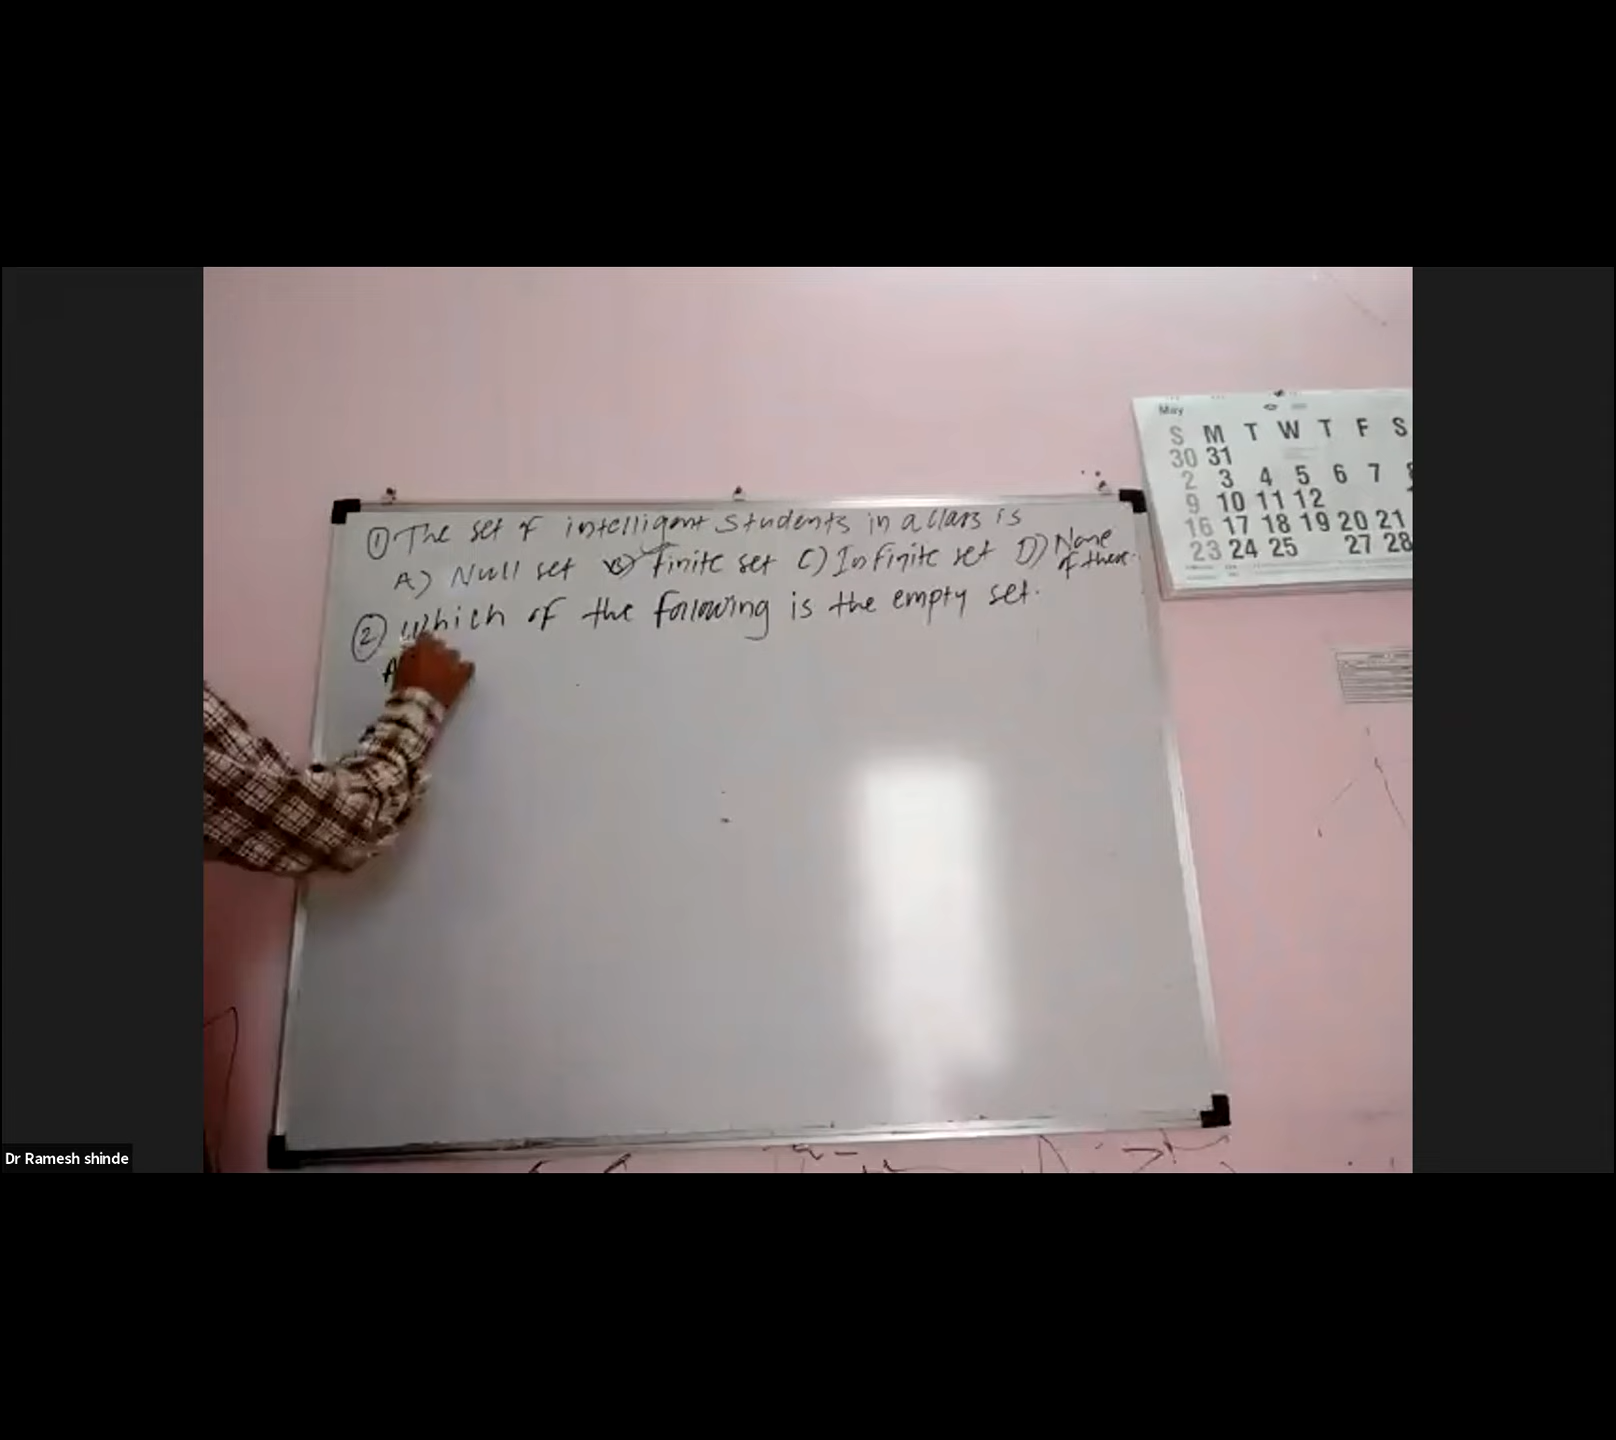 ① The set of intelligent students in a class is
A) Null set B) finite set C) Infinite set D) None of these.
② Which of the following is the empty set.
A
May
S M T W T F S
30 31
2 3 4 5 6 7 8
9 10 11 12
16 17 18 19 20 21
23 24 25 27 28
Dr Ramesh shinde